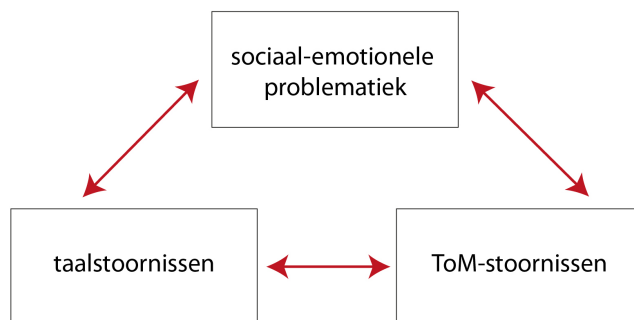 sociaal-emotionele
problematiek
taalstoornissen
ToM-stoornissen